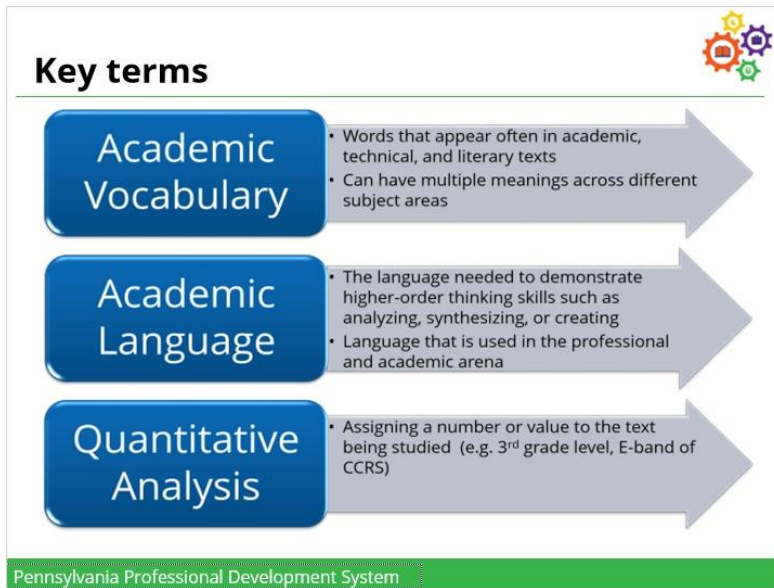 Key terms
Academic
Vocabulary
• Words that appear often in academic,
technical, and literary texts
• Can have multiple meanings across different
subject areas
Academic
Language
• The language needed to demonstrate
higher-order thinking skills such as
analyzing, synthesizing, or creating
• Language that is used in the professional
and academic arena
Quantitative
Analysis
• Assigning a number or value to the text
being studied (e.g. 3rd grade level, E-band of
CCRS)
Pennsylvania Professional Development System